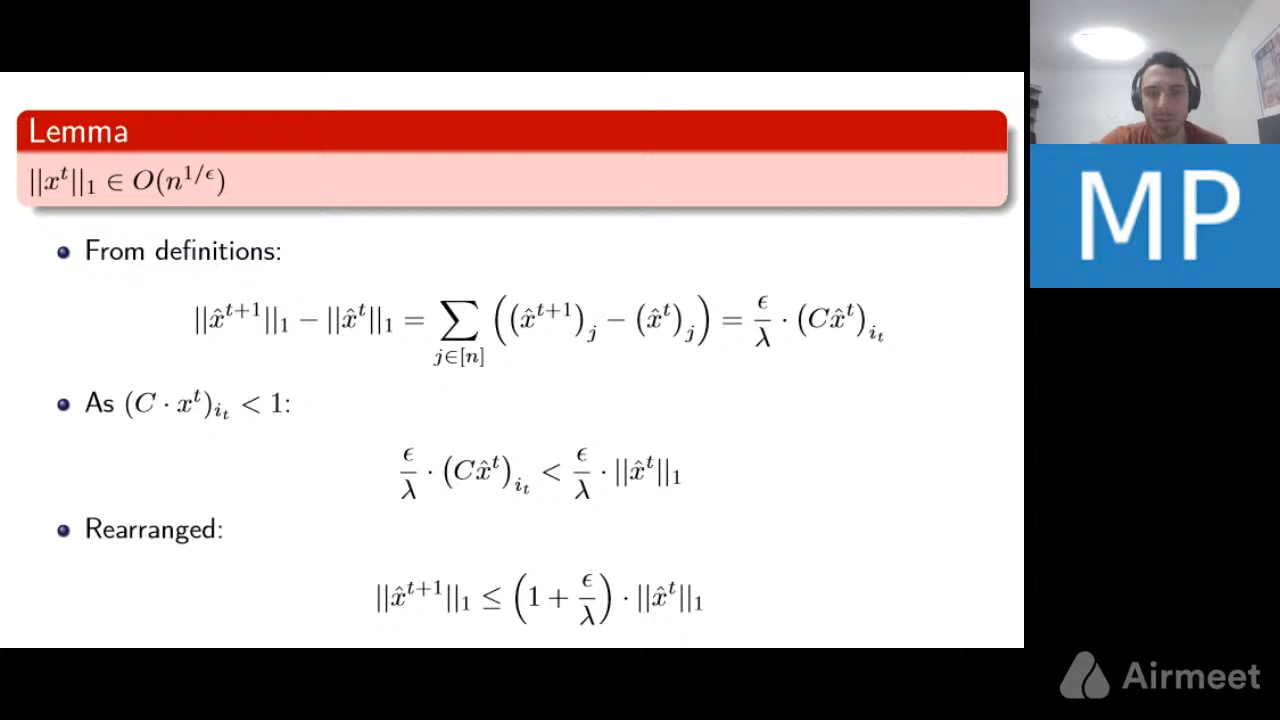 Lemma
||x^t||_1 ∈ O(n^{1/ϵ})
From definitions:
||x̂^{t+1}||_1 − ||x̂^t||_1 = ∑_{j∈[n]} ((x̂^{t+1})_j − (x̂^t)_j) = ϵ/λ · (Cx̂^t)_{i_t}
As (C · x^t)_{i_t} < 1:
ϵ/λ · (Cx̂^t)_{i_t} < ϵ/λ · ||x̂^t||_1
Rearranged:
||x̂^{t+1}||_1 ≤ (1 + ϵ/λ) · ||x̂^t||_1
MP
Airmeet